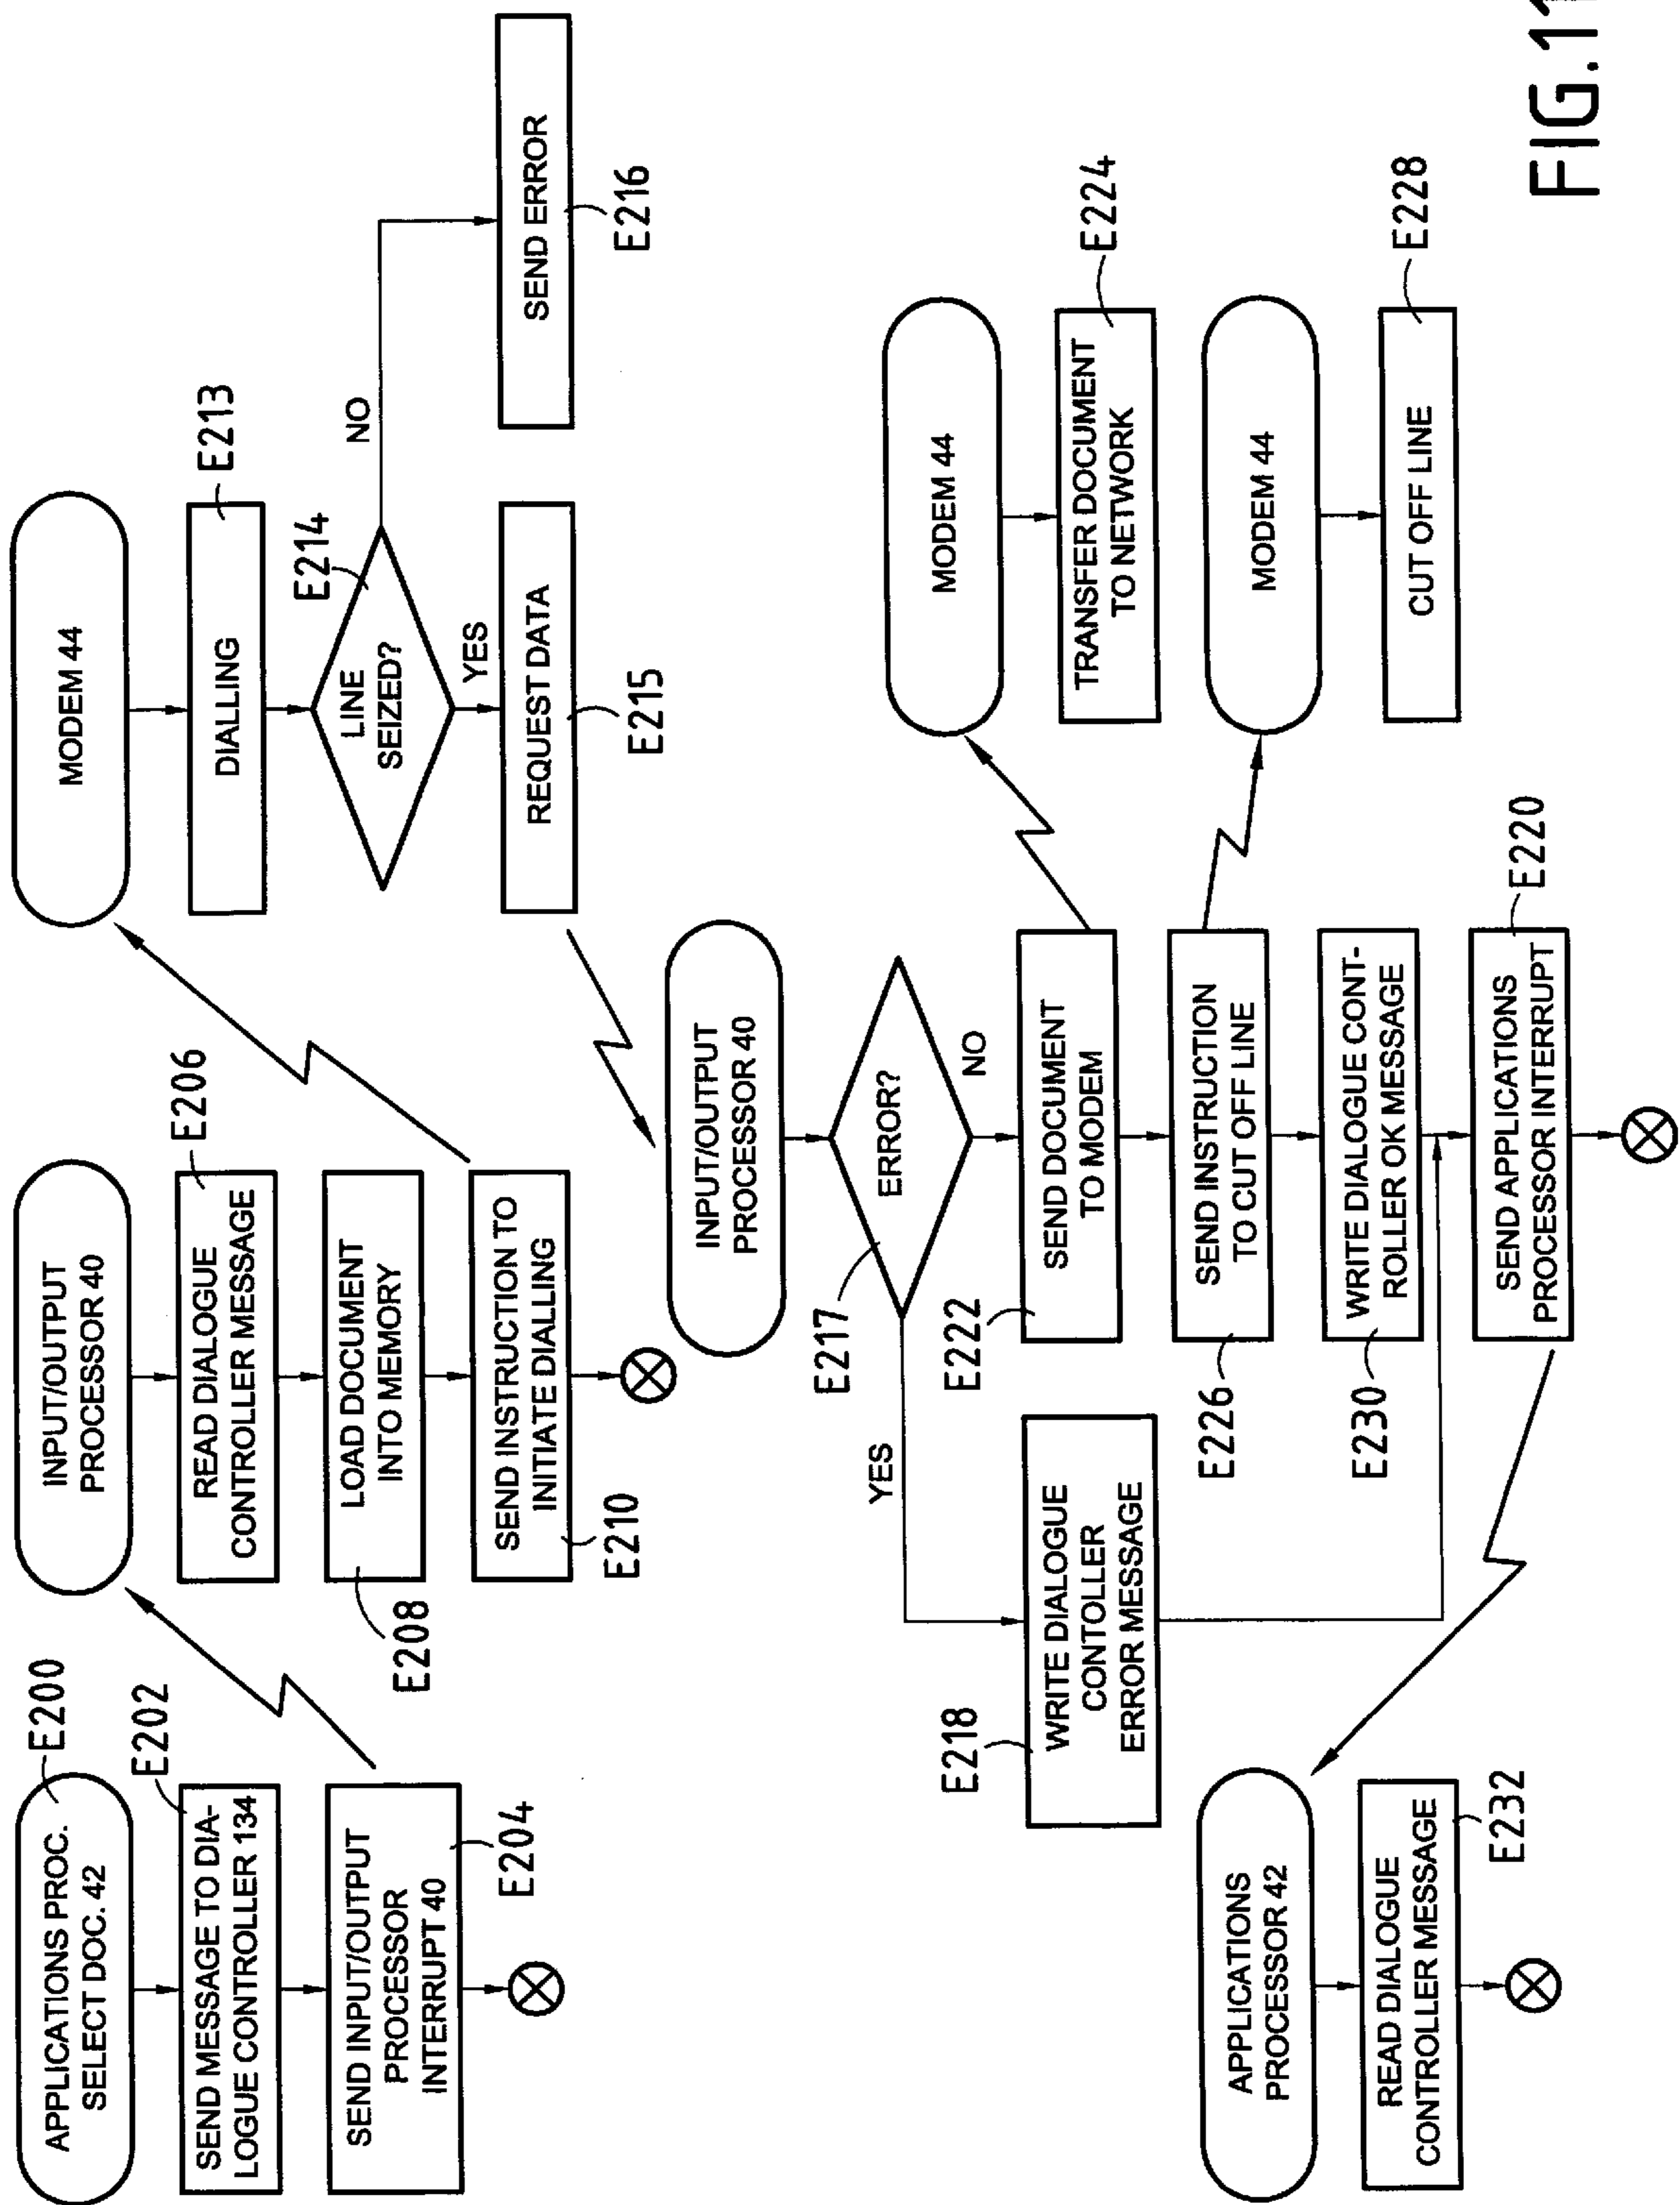 APPLICATIONS PROC.
SELECT DOC. 42
E200
SEND MESSAGE TO DIA-
LOGUE CONTROLLER 134
E202
SEND INPUT/OUTPUT
PROCESSOR
INTERRUPT 40
E204
INPUT/OUTPUT
PROCESSOR 40
READ DIALOGUE
CONTROLLER MESSAGE
E206
LOAD DOCUMENT
INTO MEMORY
E208
SEND INSTRUCTION TO
INITIATE DIALLING
E210
MODEM 44
DIALLING
E213
LINE
SEIZED?
E214
NO
YES
REQUEST DATA
E215
SEND ERROR
E216
INPUT/OUTPUT
PROCESSOR 40
ERROR?
E217
YES
NO
WRITE DIALOGUE
CONTOLLER
ERROR MESSAGE
E218
SEND DOCUMENT
TO MODEM
E222
MODEM 44
TRANSFER DOCUMENT
TO NETWORK
E224
SEND INSTRUCTION
TO CUT OFF LINE
E226
MODEM 44
CUT OFF LINE
E228
WRITE DIALOGUE CONT-
ROLLER OK MESSAGE
E230
SEND APPLICATIONS
PROCESSOR INTERRUPT
E220
APPLICATIONS
PROCESSOR 42
READ DIALOGUE
CONTROLLER MESSAGE
E232
FIG.11